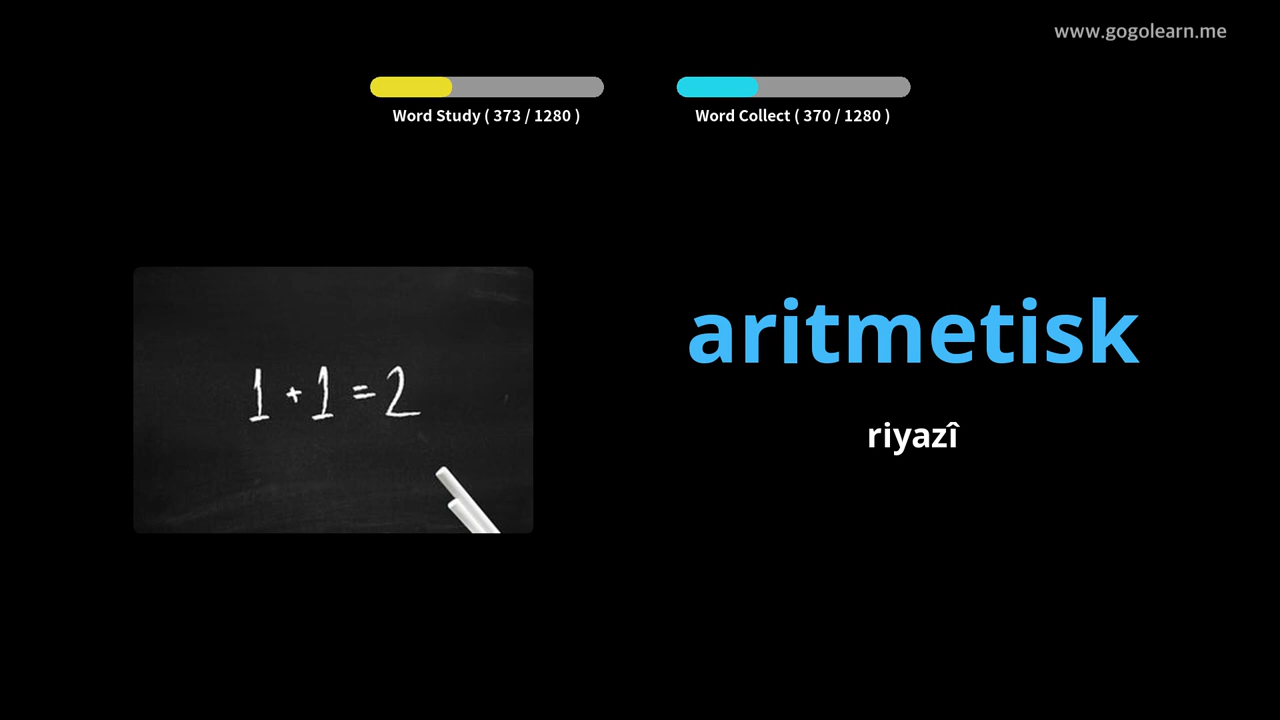 www.gogolearn.me
Word Study ( 373 / 1280 )
Word Collect ( 370 / 1280 )
1 + 1 = 2
aritmetisk
riyazî